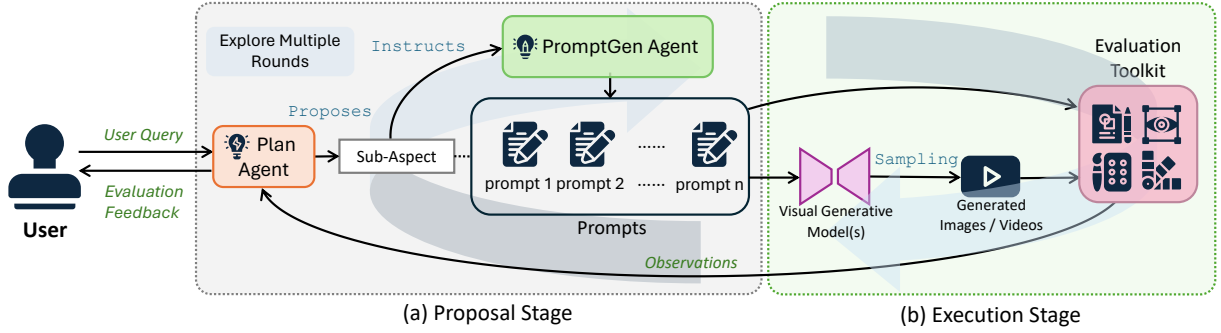 Explore Multiple
Rounds
Instructs
PromptGen Agent
Evaluation
Toolkit
Proposes
User Query
Plan
Agent
Sub-Aspect
Evaluation
Feedback
User
prompt 1
prompt 2
......
......
prompt n
Prompts
Sampling
Visual Generative
Model(s)
Generated
Images / Videos
Observations
(a) Proposal Stage
(b) Execution Stage